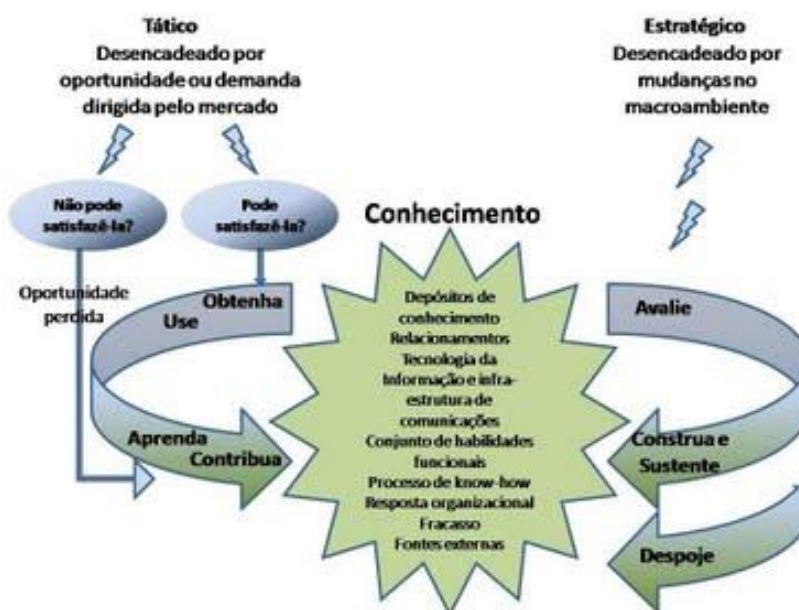 Tático
Desencadeado por
oportunidade ou demanda
dirigida pelo mercado
Estratégico
Desencadeado por
mudanças no
macroambiente
Não pode
satisfazê-la?
Pode
satisfazê-la?
Oportunidade
perdida
Obtenha
Use
Aprenda
Contribua
Conhecimento
Depósitos de
conhecimento
Relacionamentos
Tecnologia da
Informação e infra-
estrutura de
comunicações
Conjunto de habilidades
funcionais
Processo de know-how
Resposta organizacional
Fracasso
Fontes externas
Avalie
Construa e
Sustente
Despoje